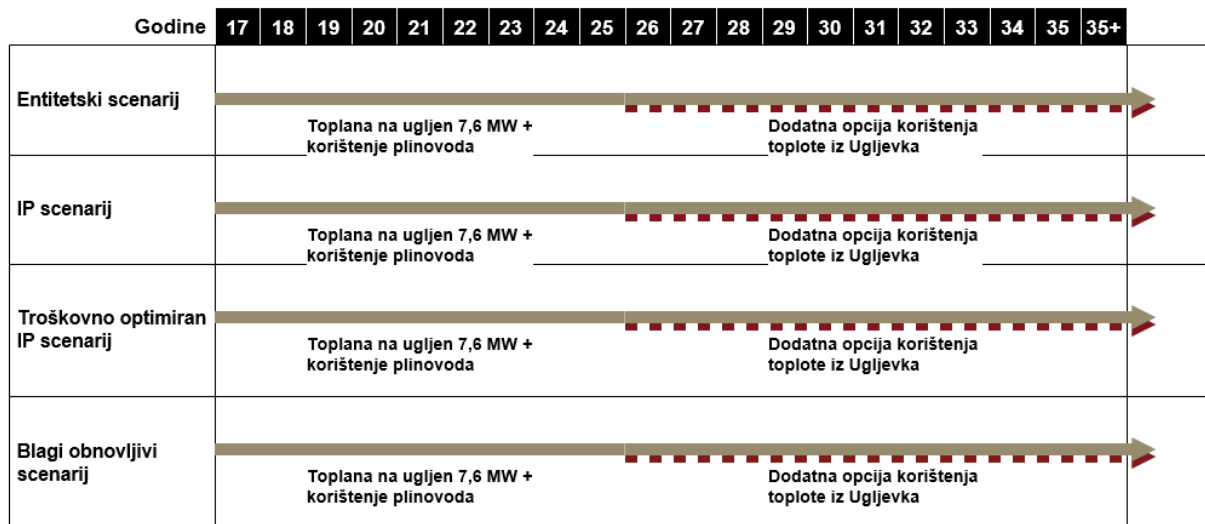 Godine 17 18 19 20 21 22 23 24 25 26 27 28 29 30 31 32 33 34 35 35+
Entitetski scenarij
Toplana na ugljen 7,6 MW +
korištenje plinovoda
Dodatna opcija korištenja
toplote iz Ugljevka
IP scenarij
Toplana na ugljen 7,6 MW +
korištenje plinovoda
Dodatna opcija korištenja
toplote iz Ugljevka
Troškovno optimiran
IP scenarij
Toplana na ugljen 7,6 MW +
korištenje plinovoda
Dodatna opcija korištenja
toplote iz Ugljevka
Blagi obnovljivi
scenarij
Toplana na ugljen 7,6 MW +
korištenje plinovoda
Dodatna opcija korištenja
toplote iz Ugljevka